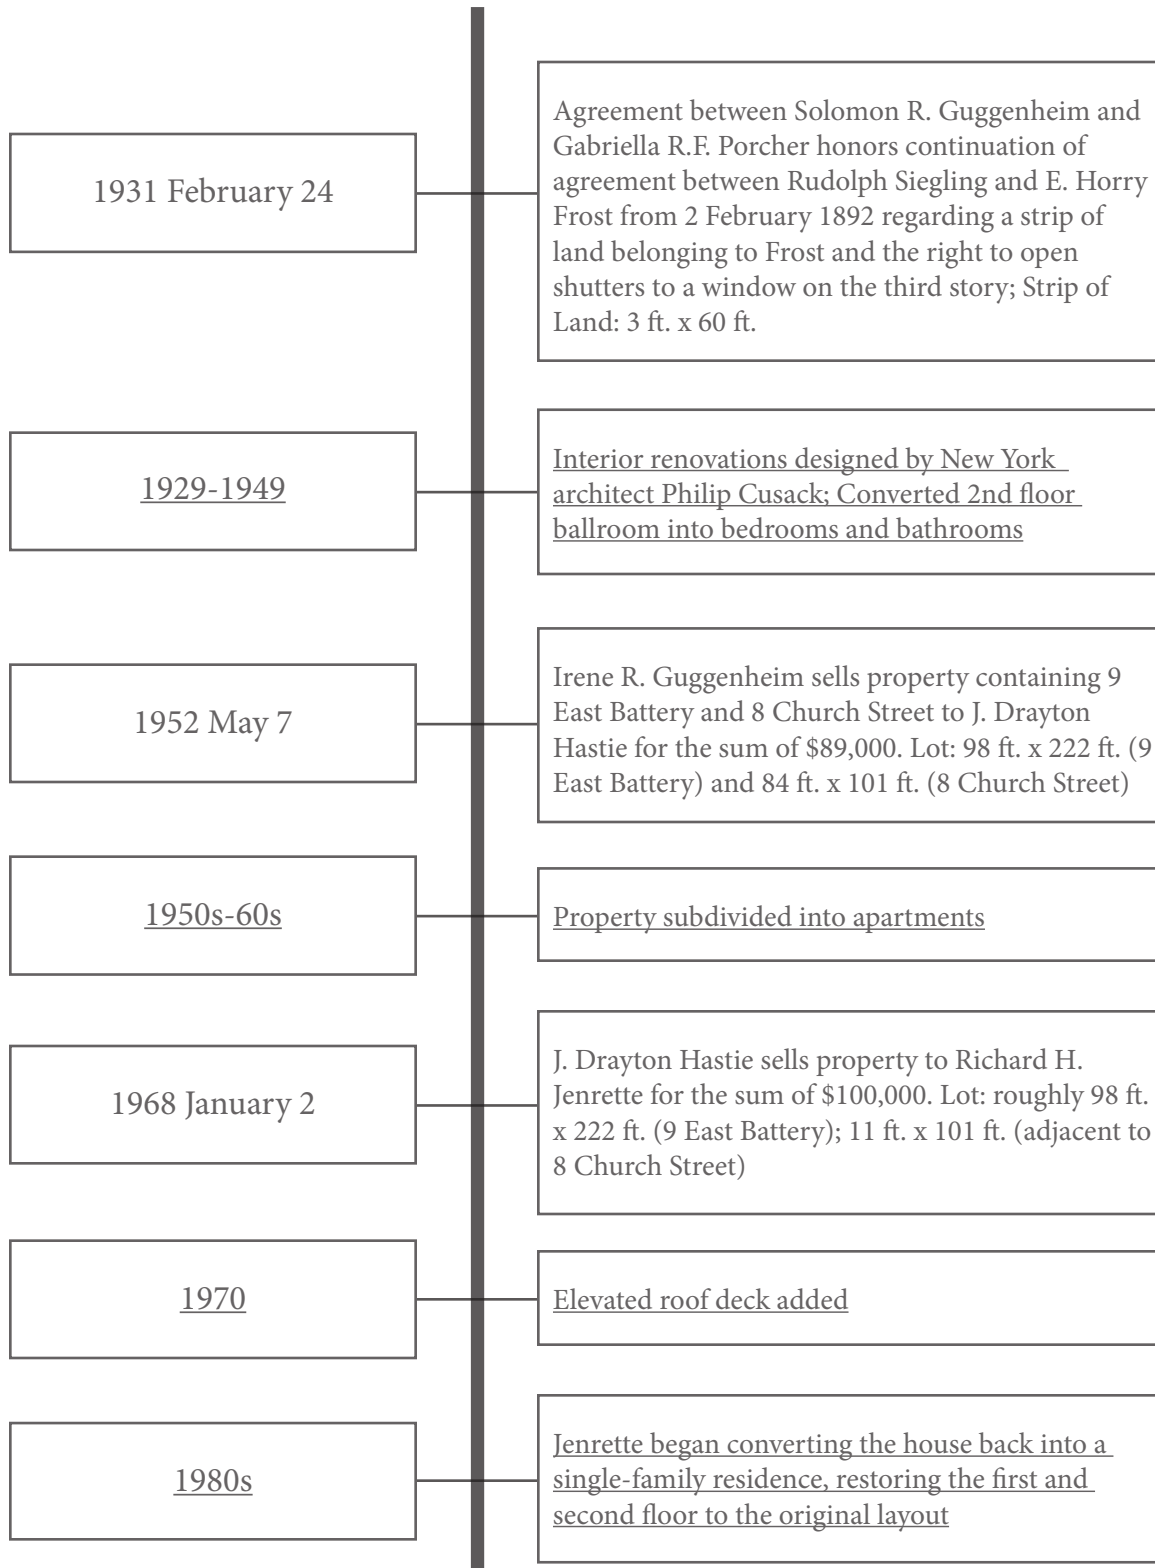 1931 February 24
Agreement between Solomon R. Guggenheim and
Gabriella R.F. Porcher honors continuation of
agreement between Rudolph Siegling and E. Horry
Frost from 2 February 1892 regarding a strip of
land belonging to Frost and the right to open
shutters to a window on the third story; Strip of
Land: 3 ft. x 60 ft.
1929-1949
Interior renovations designed by New York
architect Philip Cusack; Converted 2nd floor
ballroom into bedrooms and bathrooms
1952 May 7
Irene R. Guggenheim sells property containing 9
East Battery and 8 Church Street to J. Drayton
Hastie for the sum of $89,000. Lot: 98 ft. x 222 ft. (9
East Battery) and 84 ft. x 101 ft. (8 Church Street)
1950s-60s
Property subdivided into apartments
1968 January 2
J. Drayton Hastie sells property to Richard H.
Jenrette for the sum of $100,000. Lot: roughly 98 ft.
x 222 ft. (9 East Battery); 11 ft. x 101 ft. (adjacent to
8 Church Street)
1970
Elevated roof deck added
1980s
Jenrette began converting the house back into a
single-family residence, restoring the first and
second floor to the original layout